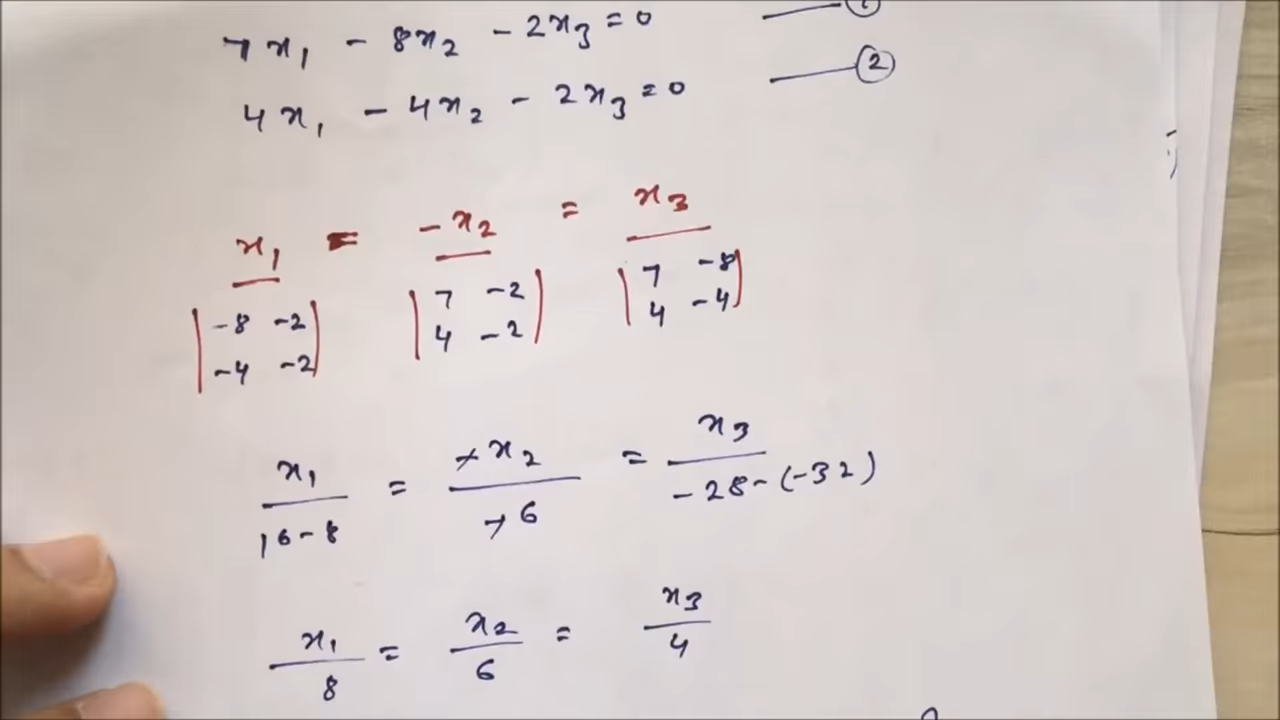 7x₁ - 8x₂ - 2x₃ = 0
4x₁ - 4x₂ - 2x₃ = 0 —— ②
x₁ = -x₂ = x₃
|-8 -2| |7 -2| |7 -8|
|-4 -2| |4 -2| |4 -4|
x₁ = -x₂ = x₃
16-8 -6 -28-(-32)
x₁ = x₂ = x₃
8 6 4